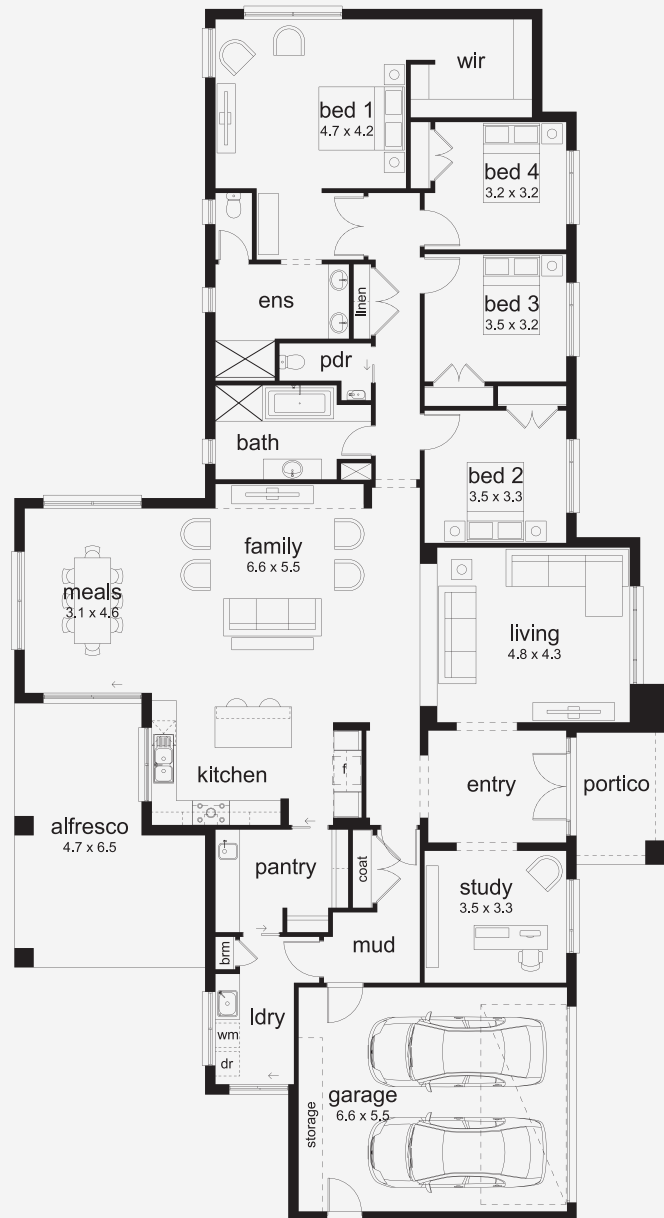 wir
bed 1
4.7 x 4.2
bed 4
3.2 x 3.2
bed 3
3.5 x 3.2
ens
linen
pdr
bath
bed 2
3.5 x 3.3
family
6.6 x 5.5
meals
3.1 x 4.6
living
4.8 x 4.3
kitchen
f
entry
portico
alfresco
4.7 x 6.5
pantry
coat
study
3.5 x 3.3
mud
brm
ldry
wm
dr
garage
6.6 x 5.5
storage